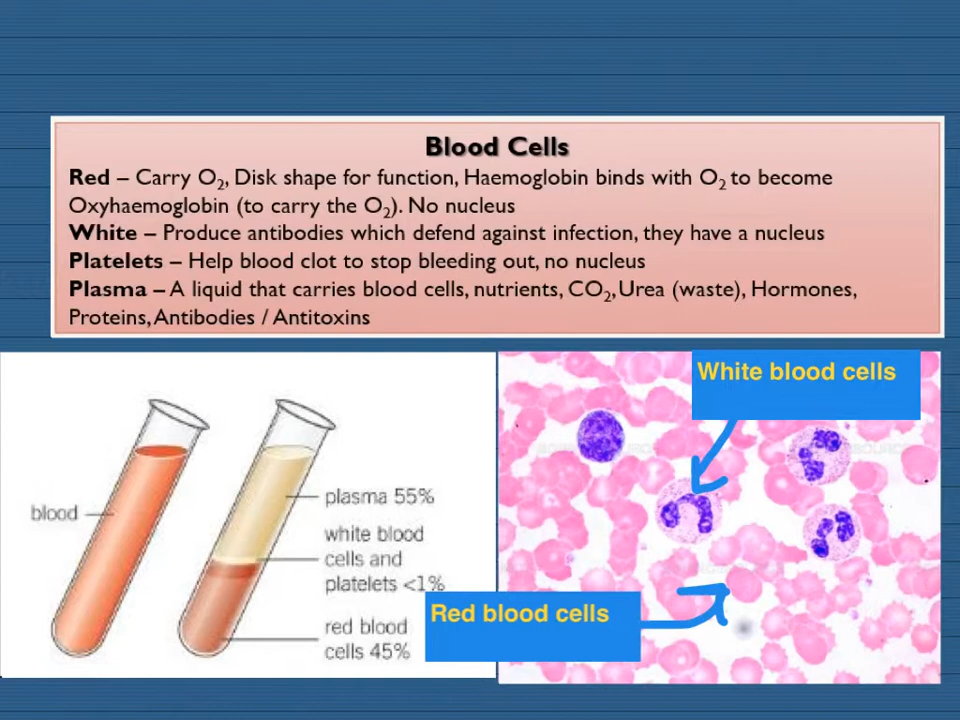 Blood Cells
Red – Carry O₂, Disk shape for function, Haemoglobin binds with O₂ to become
Oxyhaemoglobin (to carry the O₂). No nucleus
White – Produce antibodies which defend against infection, they have a nucleus
Platelets – Help blood clot to stop bleeding out, no nucleus
Plasma – A liquid that carries blood cells, nutrients, CO₂, Urea (waste), Hormones,
Proteins, Antibodies / Antitoxins
blood
plasma 55%
white blood
cells and
platelets <1%
red blood
cells 45%
White blood cells
Red blood cells